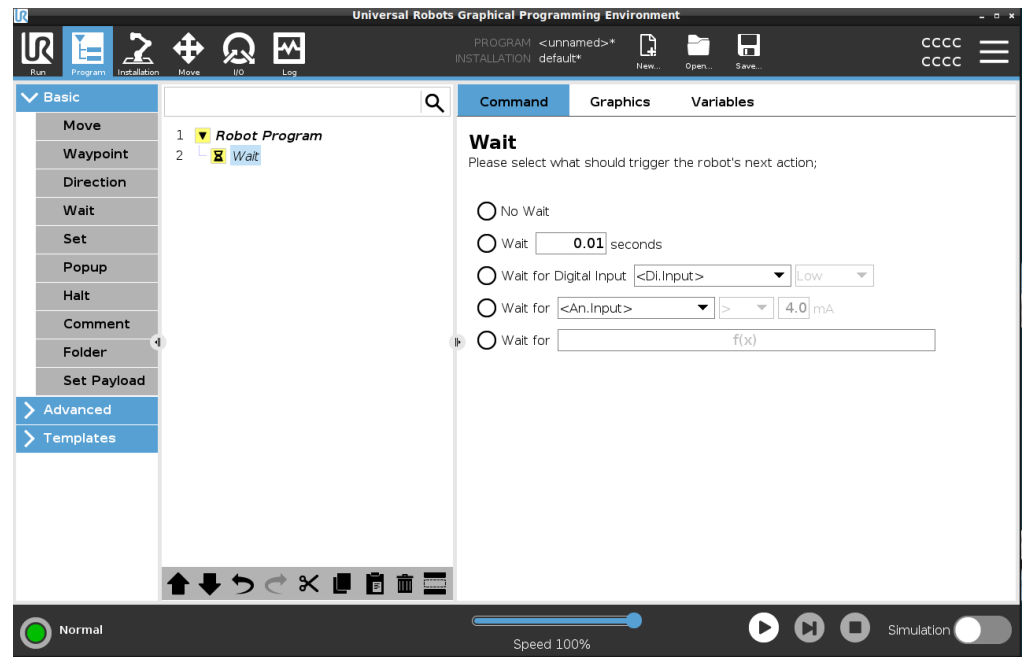 Universal Robots Graphical Programming Environment
UR
Run
Program
Installation
Move
I/O
Log
PROGRAM <unnamed>*
INSTALLATION default*
New...
Open...
Save...
CCCC
CCCC
Basic
Move
Waypoint
Direction
Wait
Set
Popup
Halt
Comment
Folder
Set Payload
Advanced
Templates
1 Robot Program
2 Wait
Command Graphics Variables
Wait
Please select what should trigger the robot's next action;
No Wait
Wait 0.01 seconds
Wait for Digital Input <Di.Input> Low
Wait for <An.Input> > 4.0 mA
Wait for f(x)
Normal
Speed 100%
Simulation